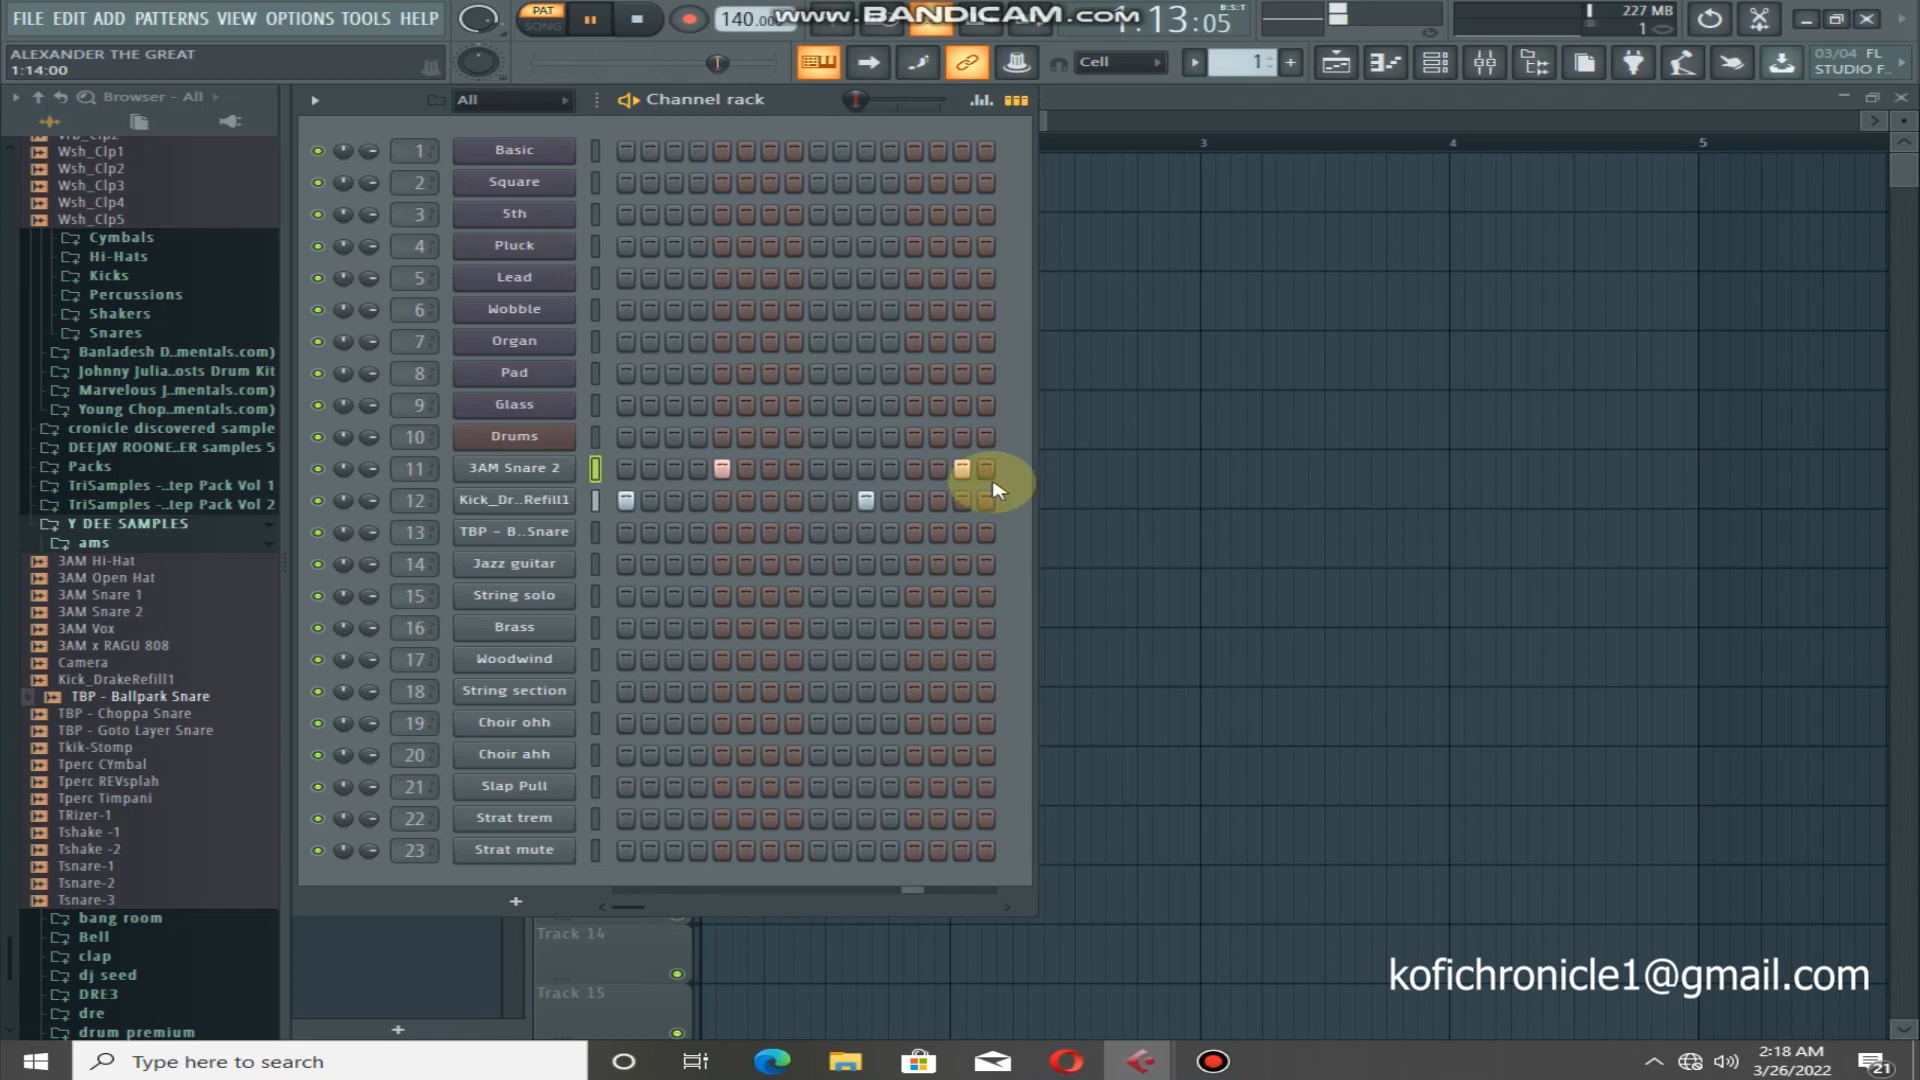 FILE EDIT ADD PATTERNS VIEW OPTIONS TOOLS HELP
PAT
SONG
140.000
www.BANDICAM.com
1:13:05
B:S:T
227 MB
1
ALEXANDER THE GREAT
1:14:00
Cell
1
03/04 FL
STUDIO F..
Browser - All
All
Channel rack
3
4
5
Vrb_Clp2
Wsh_Clp1
Wsh_Clp2
Wsh_Clp3
Wsh_Clp4
Wsh_Clp5
Cymbals
Hi-Hats
Kicks
Percussions
Shakers
Snares
Banladesh D..mentals.com)
Johnny Julia..osts Drum Kit
Marvelous J..mentals.com)
Young Chop..mentals.com)
cronicle discovered sample
DEEJAY ROONE..ER samples 5
Packs
TriSamples -..tep Pack Vol 1
TriSamples -..tep Pack Vol 2
Y DEE SAMPLES
ams
3AM Hi-Hat
3AM Open Hat
3AM Snare 1
3AM Snare 2
3AM Vox
3AM x RAGU 808
Camera
Kick_DrakeRefill1
TBP - Ballpark Snare
TBP - Choppa Snare
TBP - Goto Layer Snare
Tkik-Stomp
Tperc CYmbal
Tperc REVsplah
Tperc Timpani
TRizer-1
Tshake -1
Tshake -2
Tsnare-1
Tsnare-2
Tsnare-3
bang room
Bell
clap
dj seed
DRE3
dre
drum premium
1 Basic
2 Square
3 5th
4 Pluck
5 Lead
6 Wobble
7 Organ
8 Pad
9 Glass
10 Drums
11 3AM Snare 2
12 Kick_Dr..Refill1
13 TBP - B..Snare
14 Jazz guitar
15 String solo
16 Brass
17 Woodwind
18 String section
19 Choir ohh
20 Choir ahh
21 Slap Pull
22 Strat trem
23 Strat mute
Track 14
Track 15
kofichronicle1@gmail.com
Type here to search
2:18 AM
3/26/2022
21